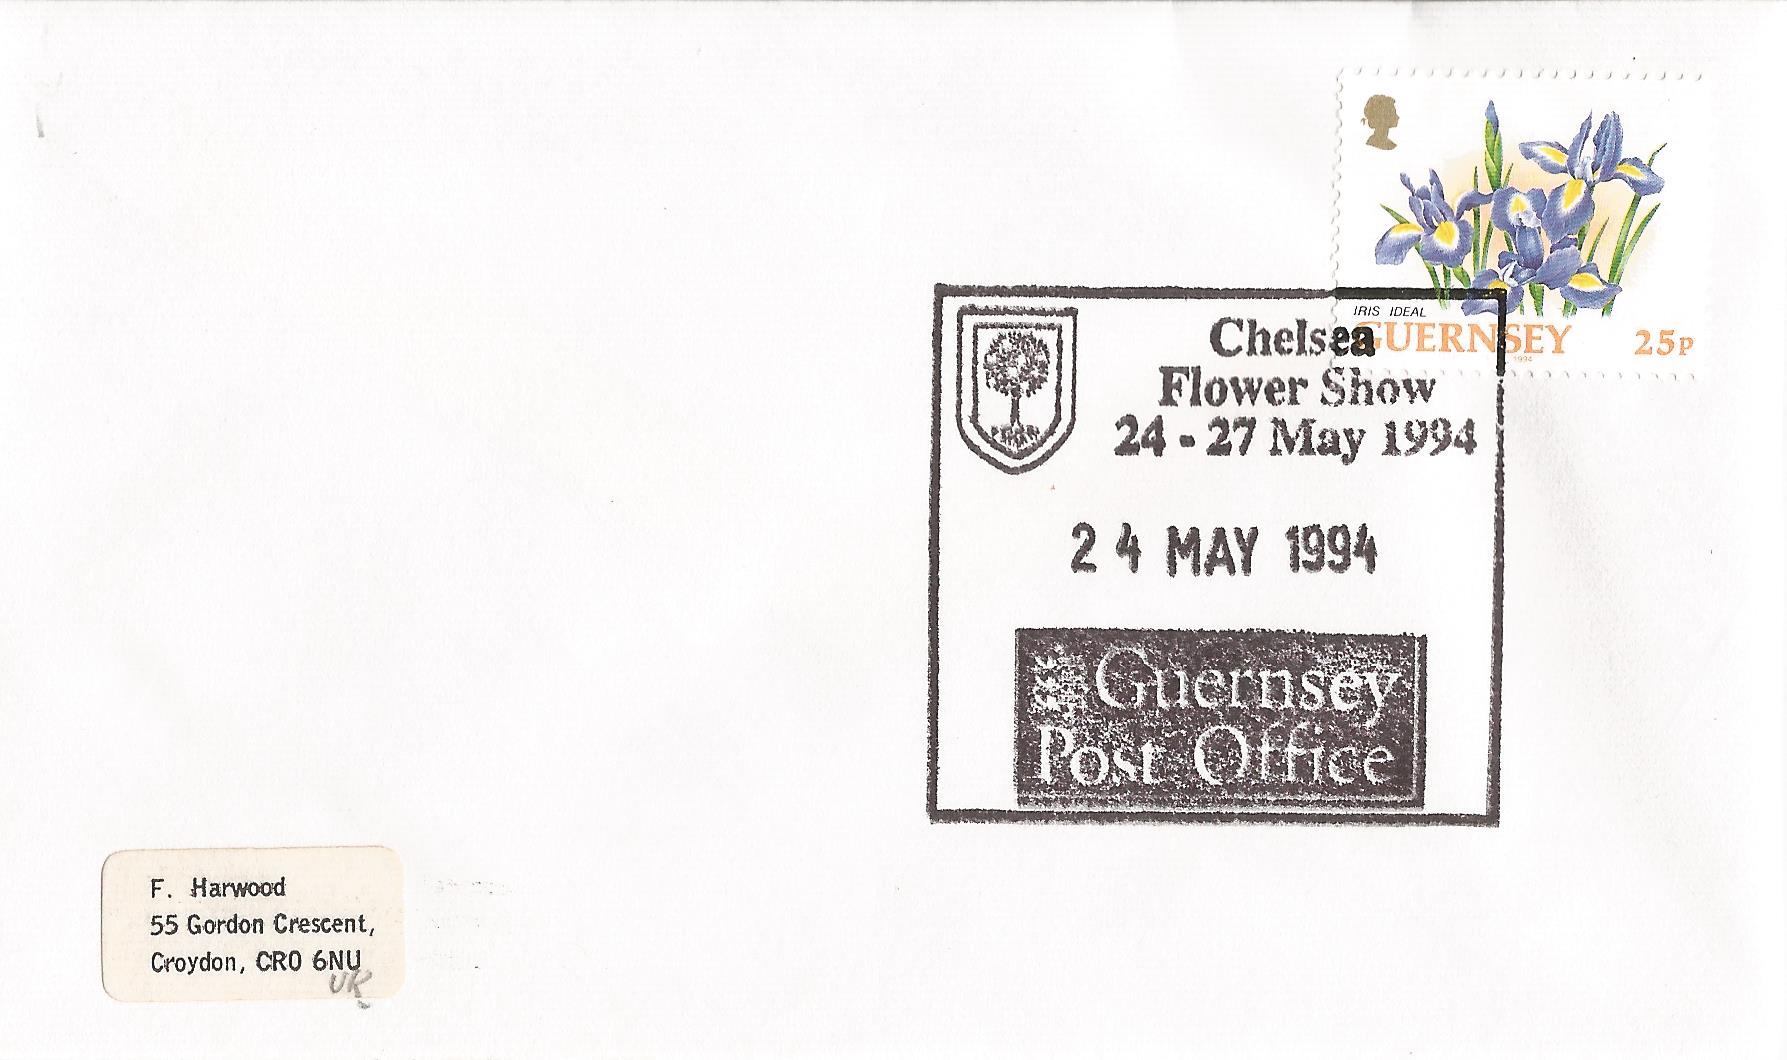 IRIS IDEAL
GUERNSEY 25P
1994
Chelsea
Flower Show
24 - 27 May 1994
24 MAY 1994
Guernsey
Post Office
F. Harwood
55 Gordon Crescent,
Croydon, CR0 6NU
UK